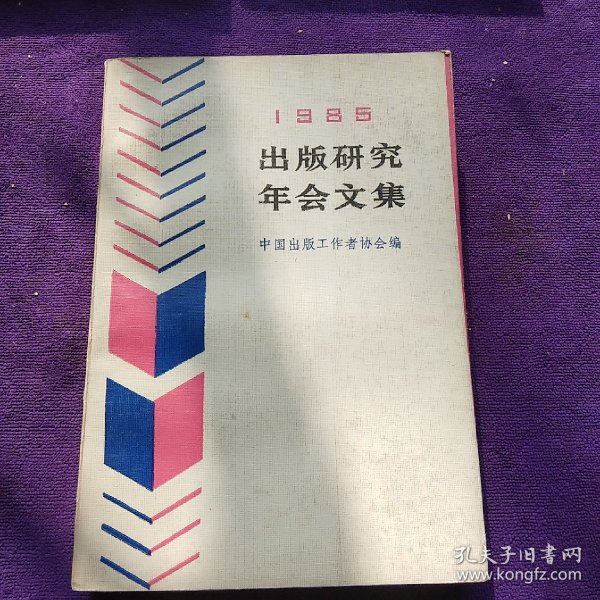 1985
出版研究
年会文集
中国出版工作者协会编
孔夫子旧书网
www.kongfz.com